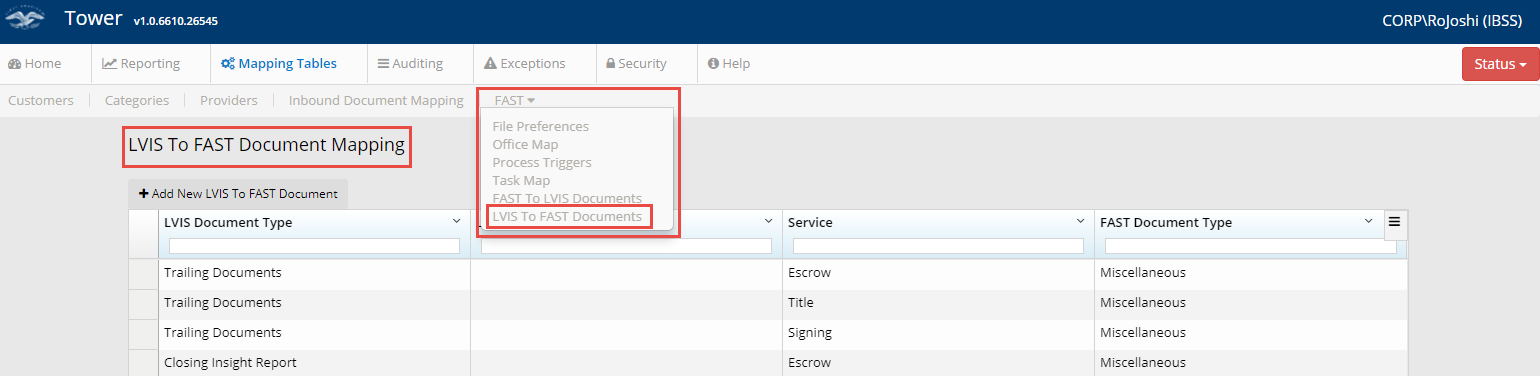 Tower v1.0.6610.26545 CORP\RoJoshi (IBSS)
Home Reporting Mapping Tables Auditing Exceptions Security Help Status
Customers Categories Providers Inbound Document Mapping FAST
File Preferences
LVIS To FAST Document Mapping
Office Map
Process Triggers
Task Map
+ Add New LVIS To FAST Document
FAST To LVIS Documents
LVIS To FAST Documents
LVIS Document Type Service FAST Document Type
Trailing Documents Escrow Miscellaneous
Trailing Documents Title Miscellaneous
Trailing Documents Signing Miscellaneous
Closing Insight Report Escrow Miscellaneous